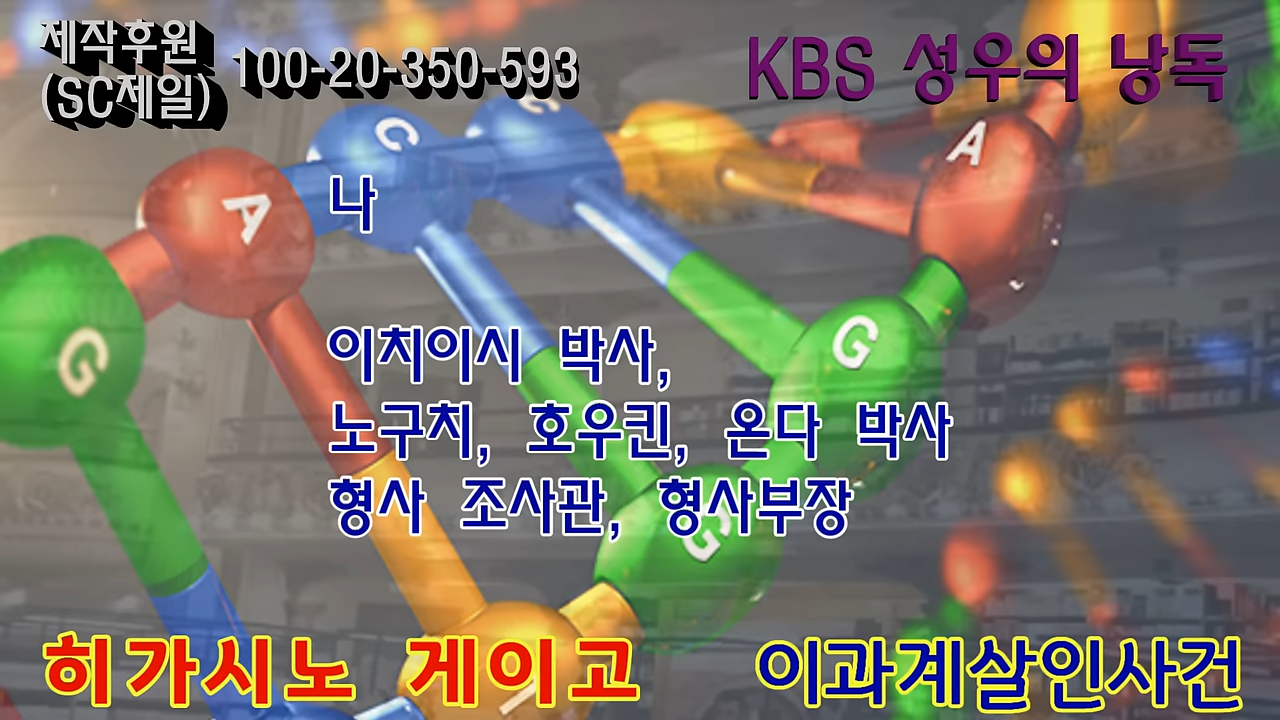 제작후원
(SC제일)
100-20-350-593
KBS 성우의 낭독
C
C
A
A
G
G
G
나
이치이시 박사,
노구치, 호우킨, 온다 박사
형사 조사관, 형사부장
히가시노 게이고
이과계살인사건